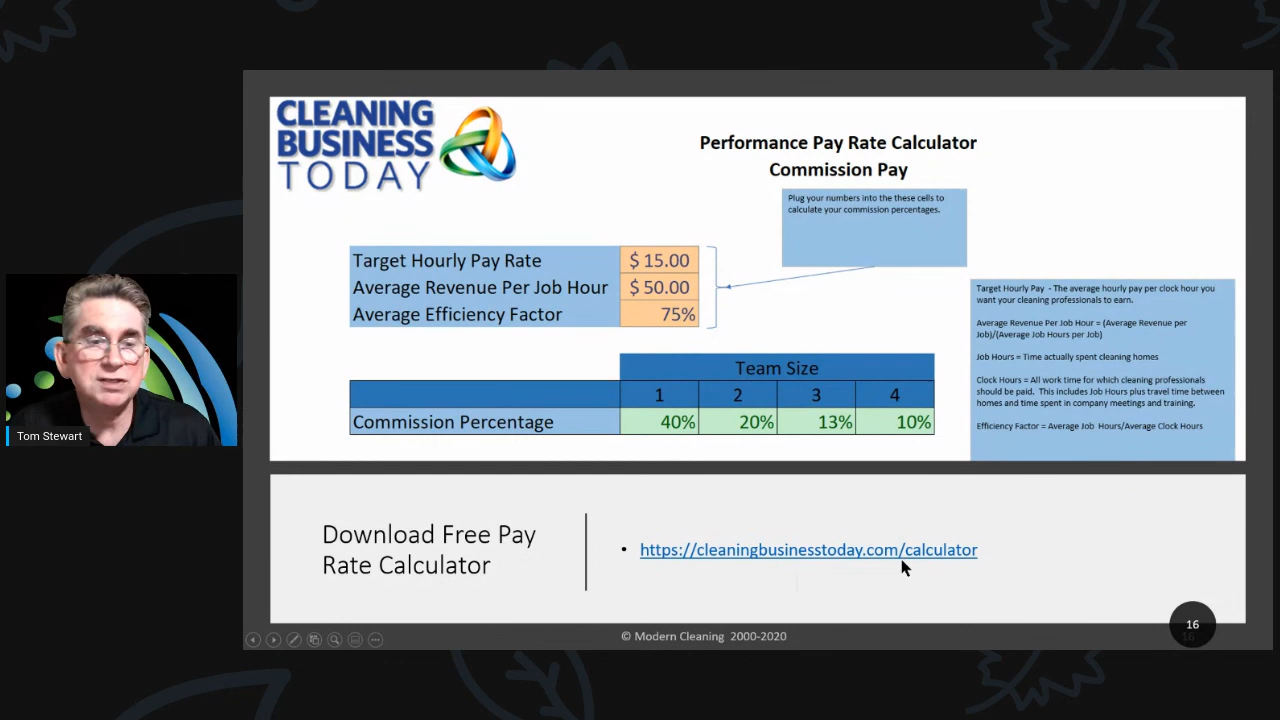 CLEANING
BUSINESS
TODAY
Performance Pay Rate Calculator
Commission Pay
Plug your numbers into the these cells to
calculate your commission percentages.
Target Hourly Pay Rate $ 15.00
Average Revenue Per Job Hour $ 50.00
Average Efficiency Factor 75%
Team Size
1 2 3 4
Commission Percentage 40% 20% 13% 10%
Target Hourly Pay - The average hourly pay per clock hour you
want your cleaning professionals to earn.
Average Revenue Per Job Hour = (Average Revenue per
Job)/(Average Job Hours per Job)
Job Hours = Time actually spent cleaning homes
Clock Hours = All work time for which cleaning professionals
should be paid. This includes Job Hours plus travel time between
homes and time spent in company meetings and training.
Efficiency Factor = Average Job Hours/Average Clock Hours
Tom Stewart
Download Free Pay
Rate Calculator
• https://cleaningbusinesstoday.com/calculator
16
16
© Modern Cleaning 2000-2020